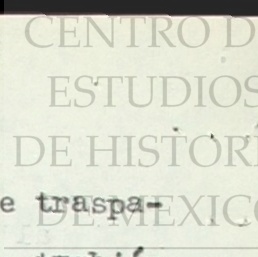 CENTRO D
ESTUDIOS
DE HISTORI
e traspa-
DE MEXICO